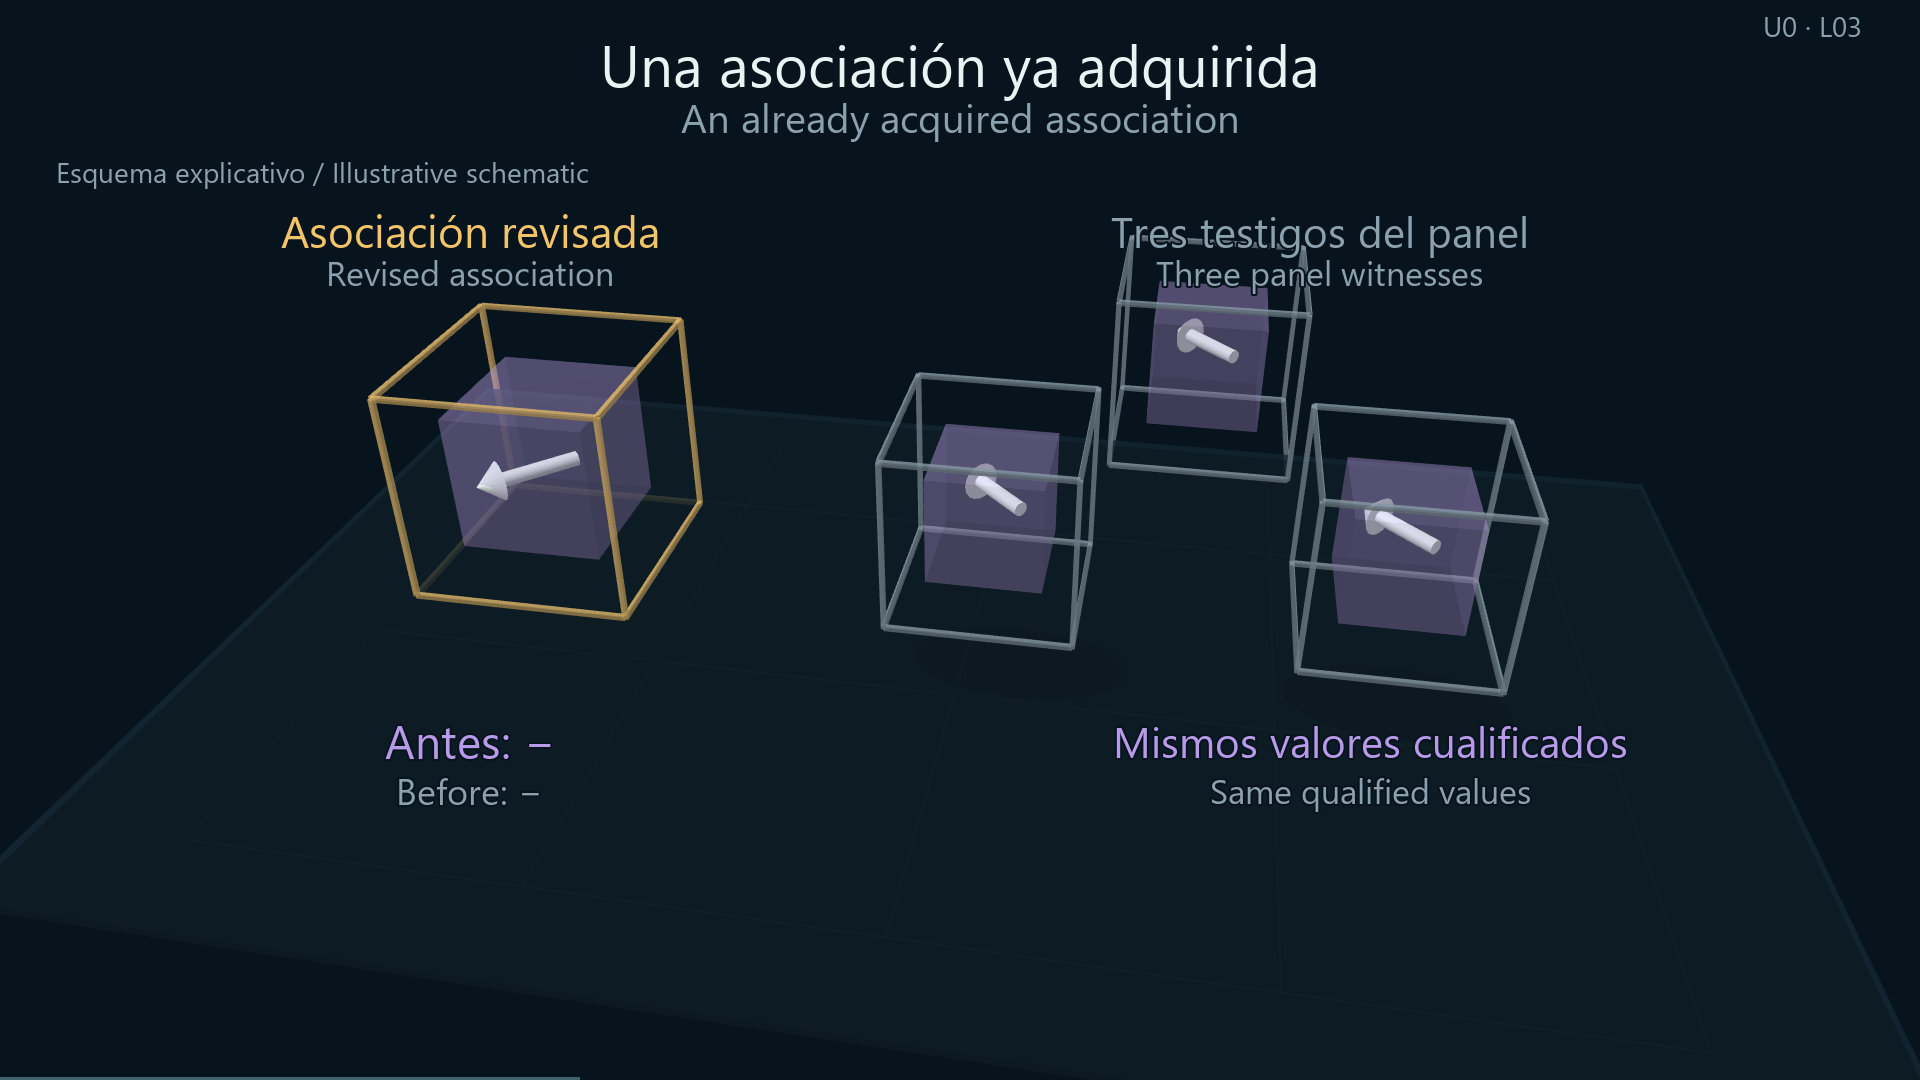 U0 · L03
Una asociación ya adquirida
An already acquired association
Esquema explicativo / Illustrative schematic
Asociación revisada
Revised association
Tres testigos del panel
Three panel witnesses
Antes: –
Before: –
Mismos valores cualificados
Same qualified values